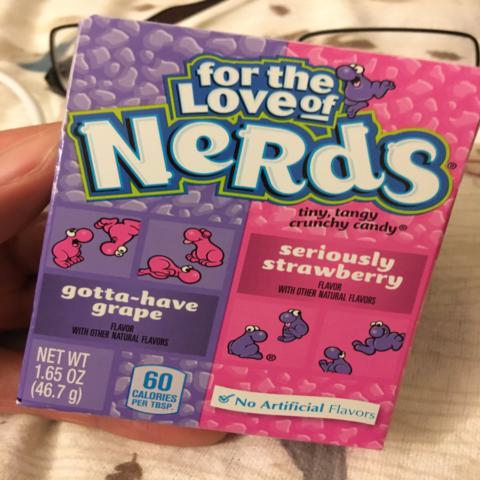 for the
Love of
NeRds®
tiny, tangy
crunchy candy®
seriously
strawberry
FLAVOR
WITH OTHER NATURAL FLAVORS
gotta-have
grape
FLAVOR
WITH OTHER NATURAL FLAVORS
®
NET WT
1.65 OZ
(46.7 g)
60
CALORIES
PER TBSP.
No Artificial Flavors